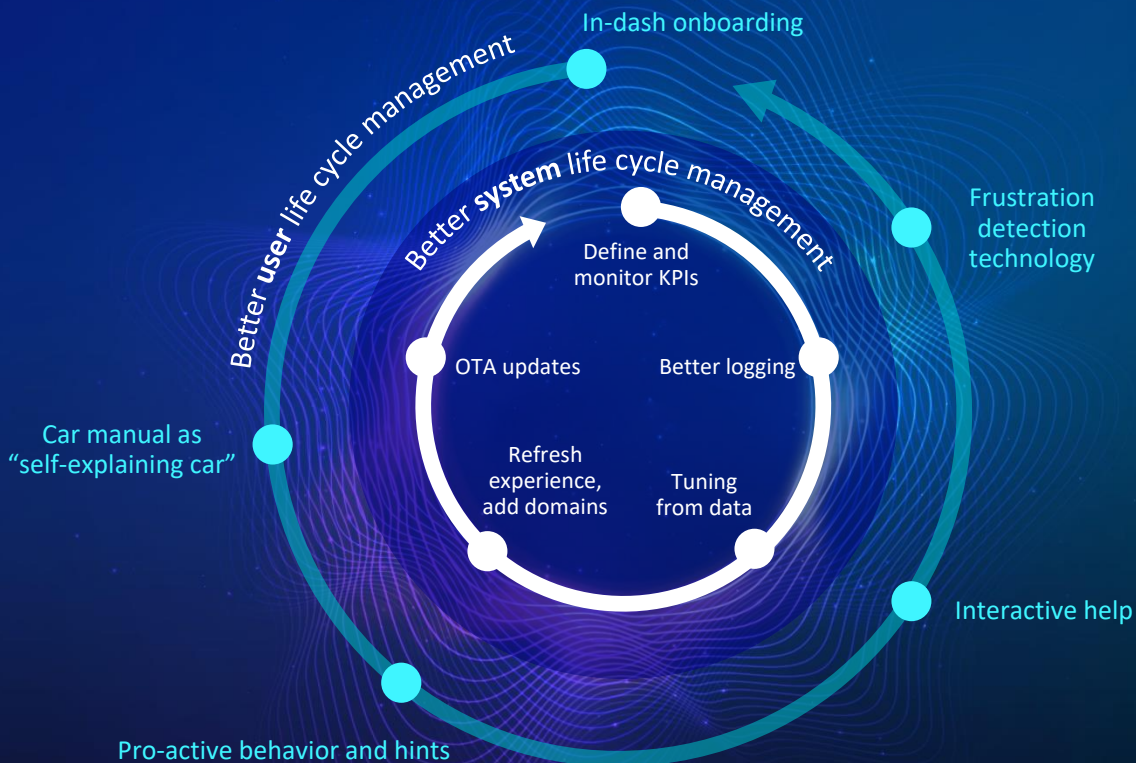 In-dash onboarding
Better user life cycle management
Better system life cycle management
Define and
monitor KPIs
Frustration
detection
technology
OTA updates
Better logging
Car manual as
“self-explaining car”
Refresh
experience,
add domains
Tuning
from data
Interactive help
Pro-active behavior and hints